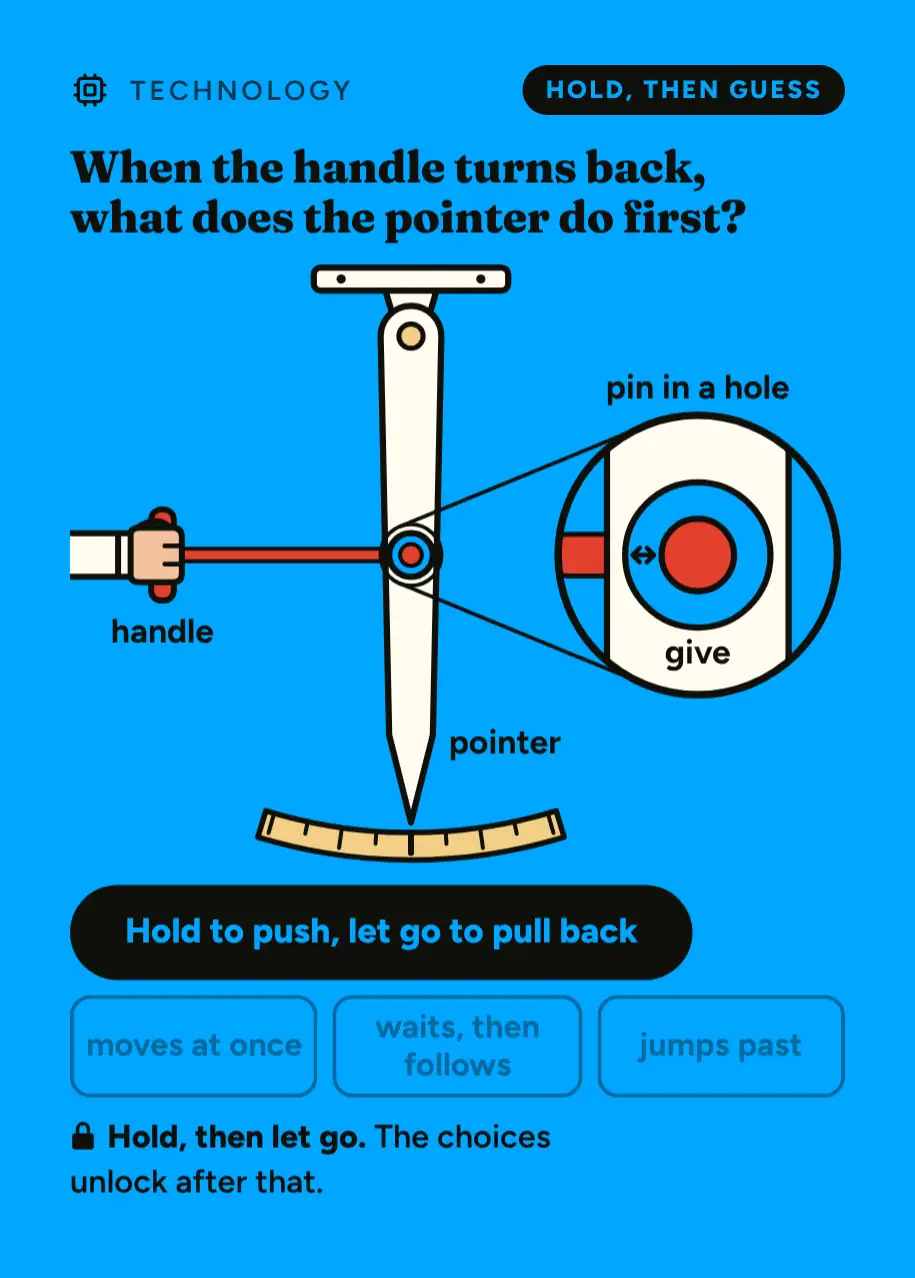 TECHNOLOGY
HOLD, THEN GUESS
When the handle turns back,
what does the pointer do first?
pin in a hole
handle
give
pointer
Hold to push, let go to pull back
moves at once
waits, then
follows
jumps past
Hold, then let go. The choices
unlock after that.